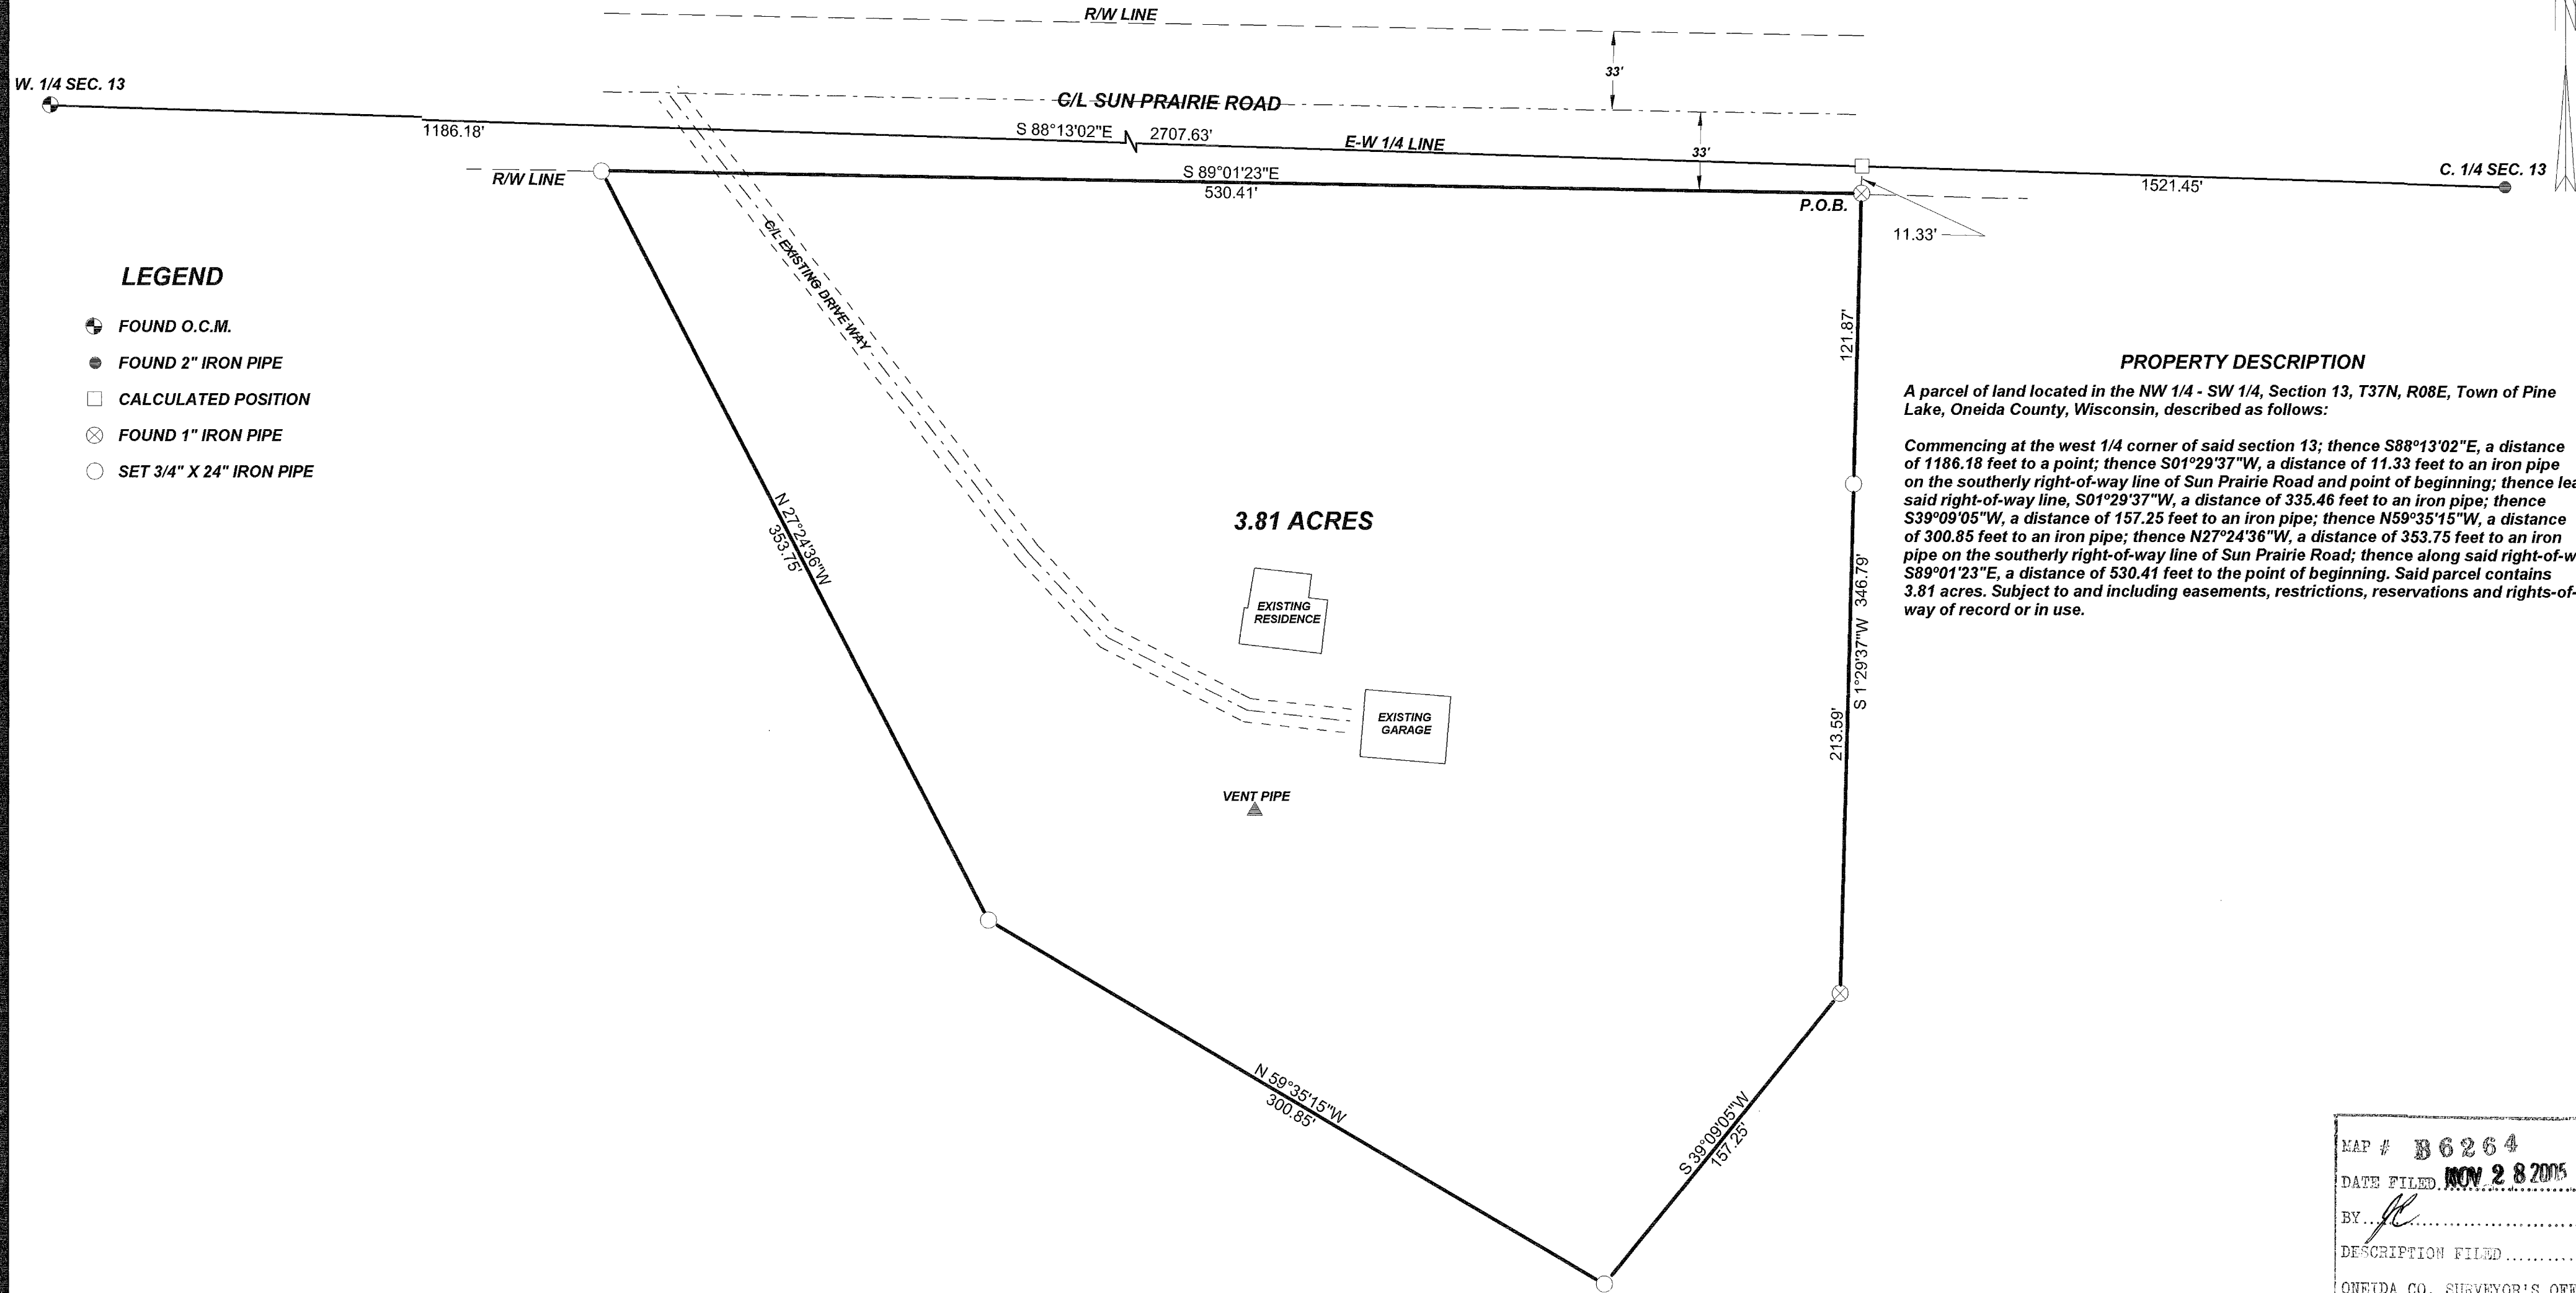 R/W LINE
33'
W. 1/4 SEC. 13
C/L SUN PRAIRIE ROAD
1186.18'
S 88°13'02"E 2707.63'
E-W 1/4 LINE
33'
C. 1/4 SEC. 13
R/W LINE
S 89°01'23"E
530.41'
1521.45'
P.O.B.
11.33'
C/L EXISTING DRIVE WAY
LEGEND
FOUND O.C.M.
FOUND 2" IRON PIPE
CALCULATED POSITION
FOUND 1" IRON PIPE
SET 3/4" X 24" IRON PIPE
121.87'
PROPERTY DESCRIPTION
A parcel of land located in the NW 1/4 - SW 1/4, Section 13, T37N, R08E, Town of Pine
Lake, Oneida County, Wisconsin, described as follows:
Commencing at the west 1/4 corner of said section 13; thence S88º13'02"E, a distance
of 1186.18 feet to a point; thence S01º29'37"W, a distance of 11.33 feet to an iron pipe
on the southerly right-of-way line of Sun Prairie Road and point of beginning; thence lea
said right-of-way line, S01º29'37"W, a distance of 335.46 feet to an iron pipe; thence
S39º09'05"W, a distance of 157.25 feet to an iron pipe; thence N59º35'15"W, a distance
of 300.85 feet to an iron pipe; thence N27º24'36"W, a distance of 353.75 feet to an iron
pipe on the southerly right-of-way line of Sun Prairie Road; thence along said right-of-w
S89º01'23"E, a distance of 530.41 feet to the point of beginning. Said parcel contains
3.81 acres. Subject to and including easements, restrictions, reservations and rights-of-
way of record or in use.
N 27°24'36"W
353.75'
3.81 ACRES
EXISTING
RESIDENCE
S 1°29'37"W 346.79'
213.59'
EXISTING
GARAGE
VENT PIPE
N 59°35'15"W
300.85'
S 39°09'05"W
157.25'
MAP # B6264
DATE FILED NOV 28 2005
BY
DESCRIPTION FILED
ONEIDA CO. SURVEYOR'S OFF